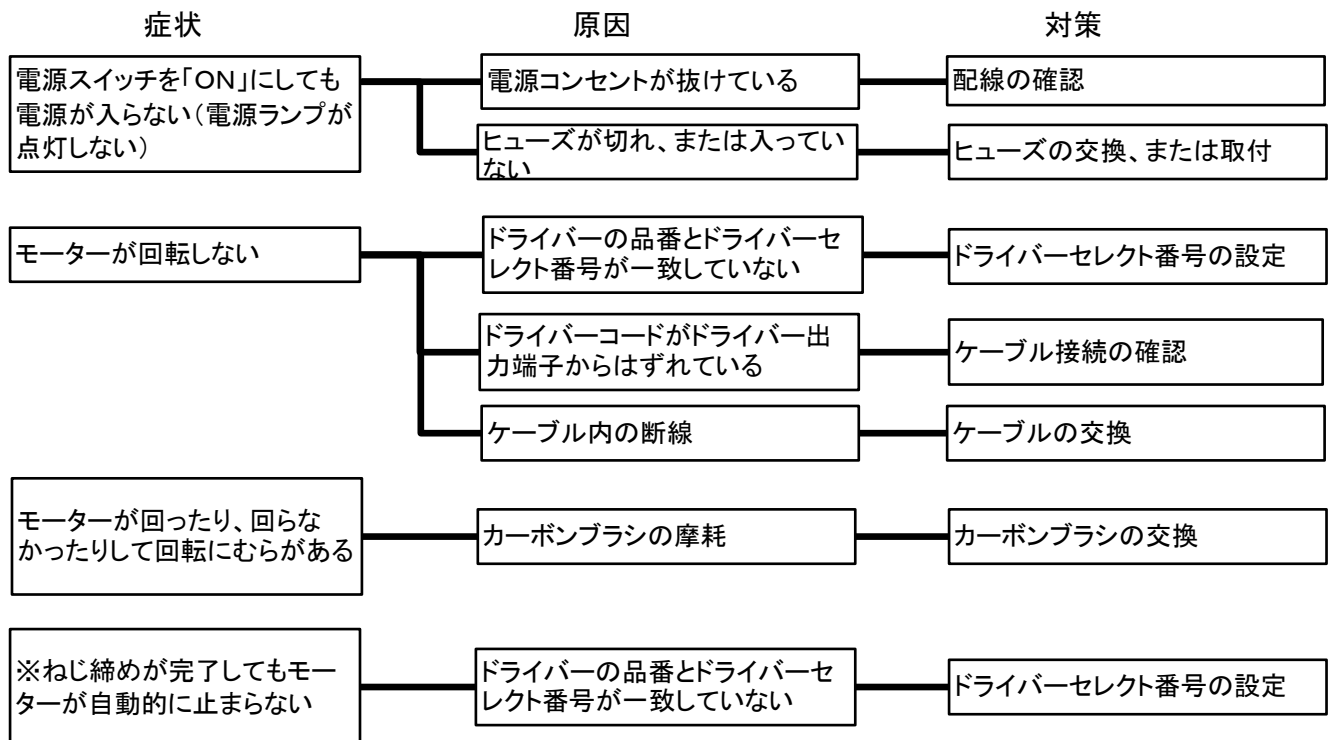 症状
原因
対策
電源スイッチを「ON」にしても
電源が入らない(電源ランプが
点灯しない)
電源コンセントが抜けている
配線の確認
ヒューズが切れ、または入ってい
ない
ヒューズの交換、または取付
モーターが回転しない
ドライバーの品番とドライバーセ
レクト番号が一致していない
ドライバーセレクト番号の設定
ドライバーコードがドライバー出
力端子からはずれている
ケーブル接続の確認
ケーブル内の断線
ケーブルの交換
モーターが回ったり、回らな
かったりして回転にむらがある
カーボンブラシの摩耗
カーボンブラシの交換
※ねじ締めが完了してもモー
ターが自動的に止まらない
ドライバーの品番とドライバーセ
レクト番号が一致していない
ドライバーセレクト番号の設定